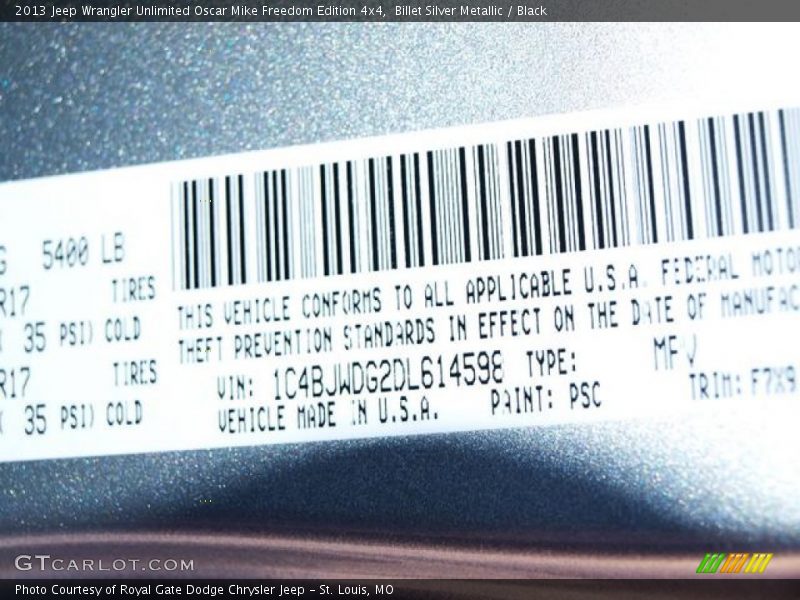 2013 Jeep Wrangler Unlimited Oscar Mike Freedom Edition 4x4,  Billet Silver Metallic / Black
G 5400 LB
R17 TIRES
35 PSI) COLD
R17 TIRES
35 PSI) COLD
THIS VEHICLE CONFORMS TO ALL APPLICABLE U.S.A. FEDERAL MOTO
THEFT PREVENTION STANDARDS IN EFFECT ON THE DATE OF MANUFAC
VIN: 1C4BJWDG2DL614598 TYPE: MPV
VEHICLE MADE IN U.S.A. PAINT: PSC TRIM: F7X9
GTCARLOT.COM
Photo Courtesy of Royal Gate Dodge Chrysler Jeep – St. Louis, MO